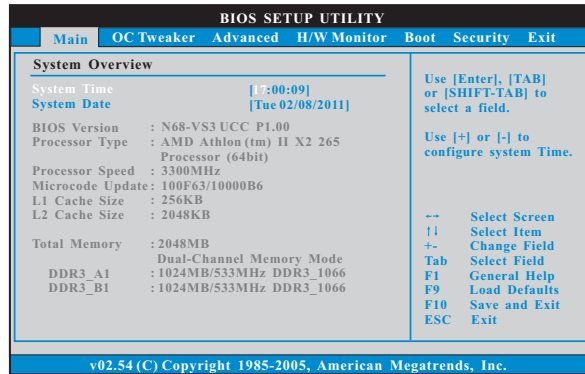 BIOS SETUP UTILITY
Main OC Tweaker Advanced H/W Monitor Boot Security Exit
System Overview
System Time [17:00:09]
System Date [Tue 02/08/2011]
BIOS Version : N68-VS3 UCC P1.00
Processor Type : AMD Athlon (tm) II X2 265
Processor (64bit)
Processor Speed : 3300MHz
Microcode Update : 100F63/10000B6
L1 Cache Size : 256KB
L2 Cache Size : 2048KB
Total Memory : 2048MB
Dual-Channel Memory Mode
DDR3_A1 : 1024MB/533MHz DDR3_1066
DDR3_B1 : 1024MB/533MHz DDR3_1066
Use [Enter], [TAB]
or [SHIFT-TAB] to
select a field.
Use [+] or [-] to
configure system Time.
←→ Select Screen
↑↓ Select Item
+- Change Field
Tab Select Field
F1 General Help
F9 Load Defaults
F10 Save and Exit
ESC Exit
v02.54 (C) Copyright 1985-2005, American Megatrends, Inc.